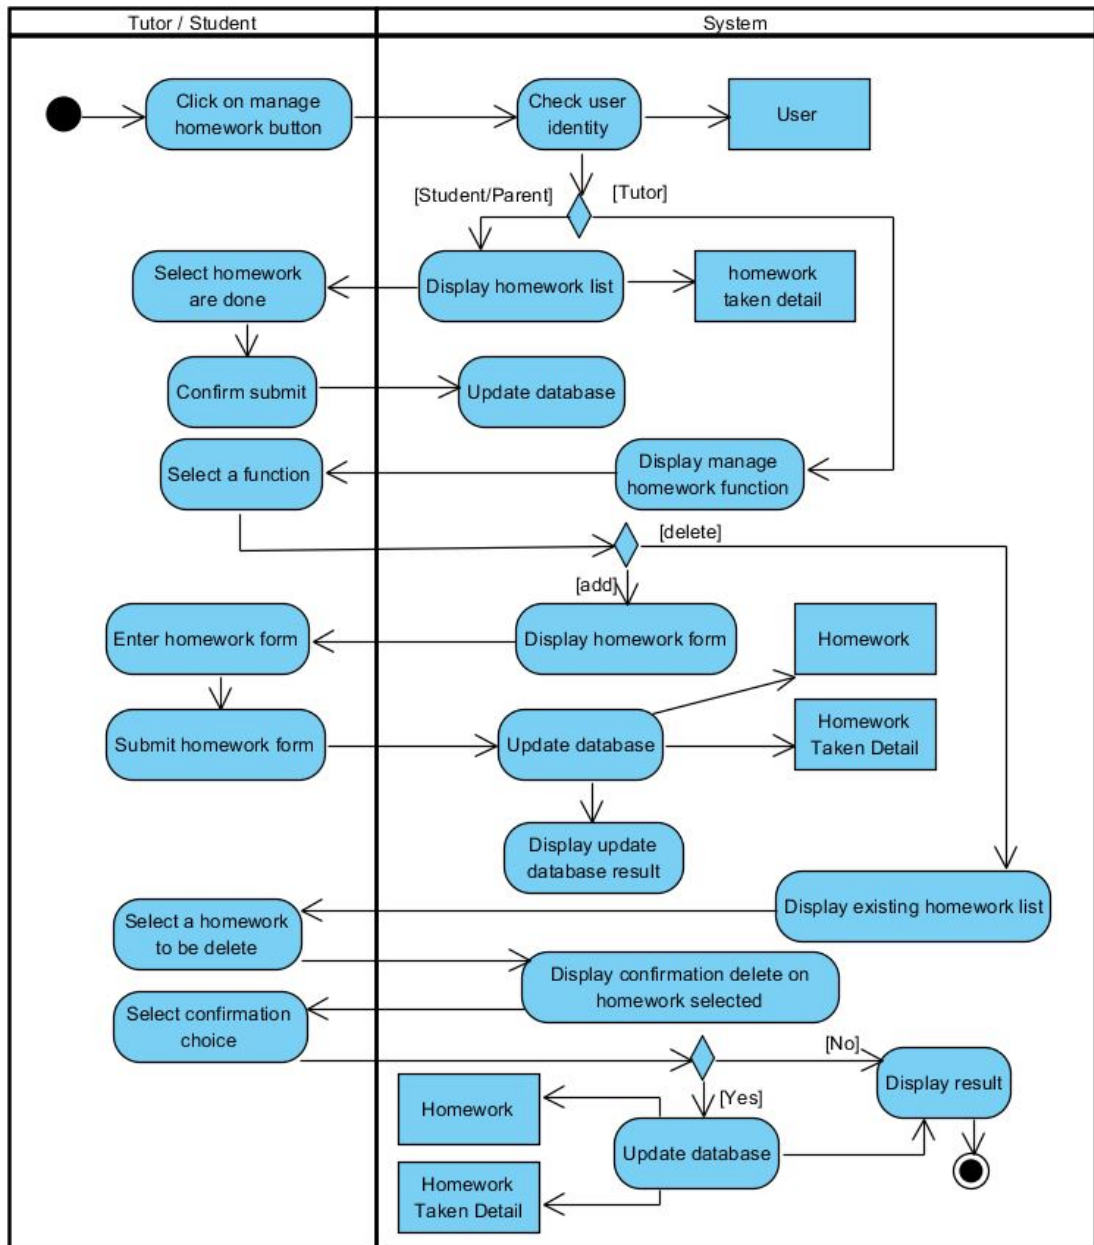 Tutor / Student
System
Click on manage
homework button
Check user
identity
User
[Student/Parent]
[Tutor]
Select homework
are done
Display homework list
homework
taken detail
Confirm submit
Update database
Select a function
Display manage
homework function
[delete]
[add]
Enter homework form
Display homework form
Homework
Submit homework form
Update database
Homework
Taken Detail
Display update
database result
Display existing homework list
Select a homework
to be delete
Display confirmation delete on
homework selected
Select confirmation
choice
[No]
Display result
[Yes]
Homework
Update database
Homework
Taken Detail